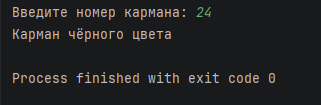 Введите номер кармана: 24
Карман чёрного цвета
Process finished with exit code 0